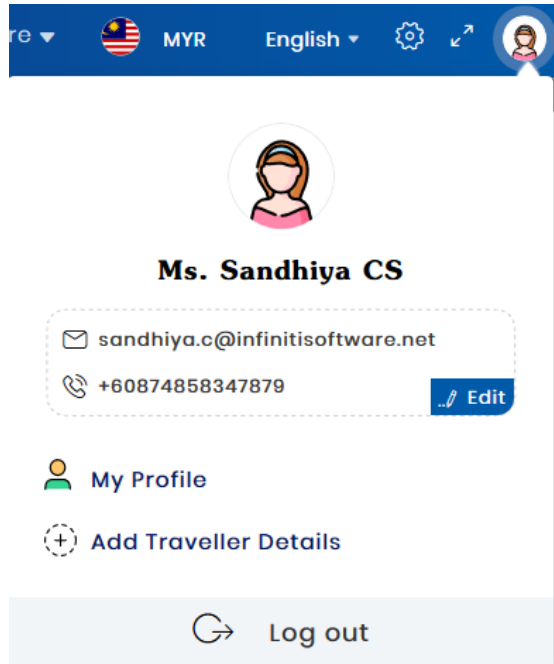 re MYR English
Ms. Sandhiya CS
sandhiya.c@infinitisoftware.net
+60874858347879
Edit
My Profile
Add Traveller Details
Log out